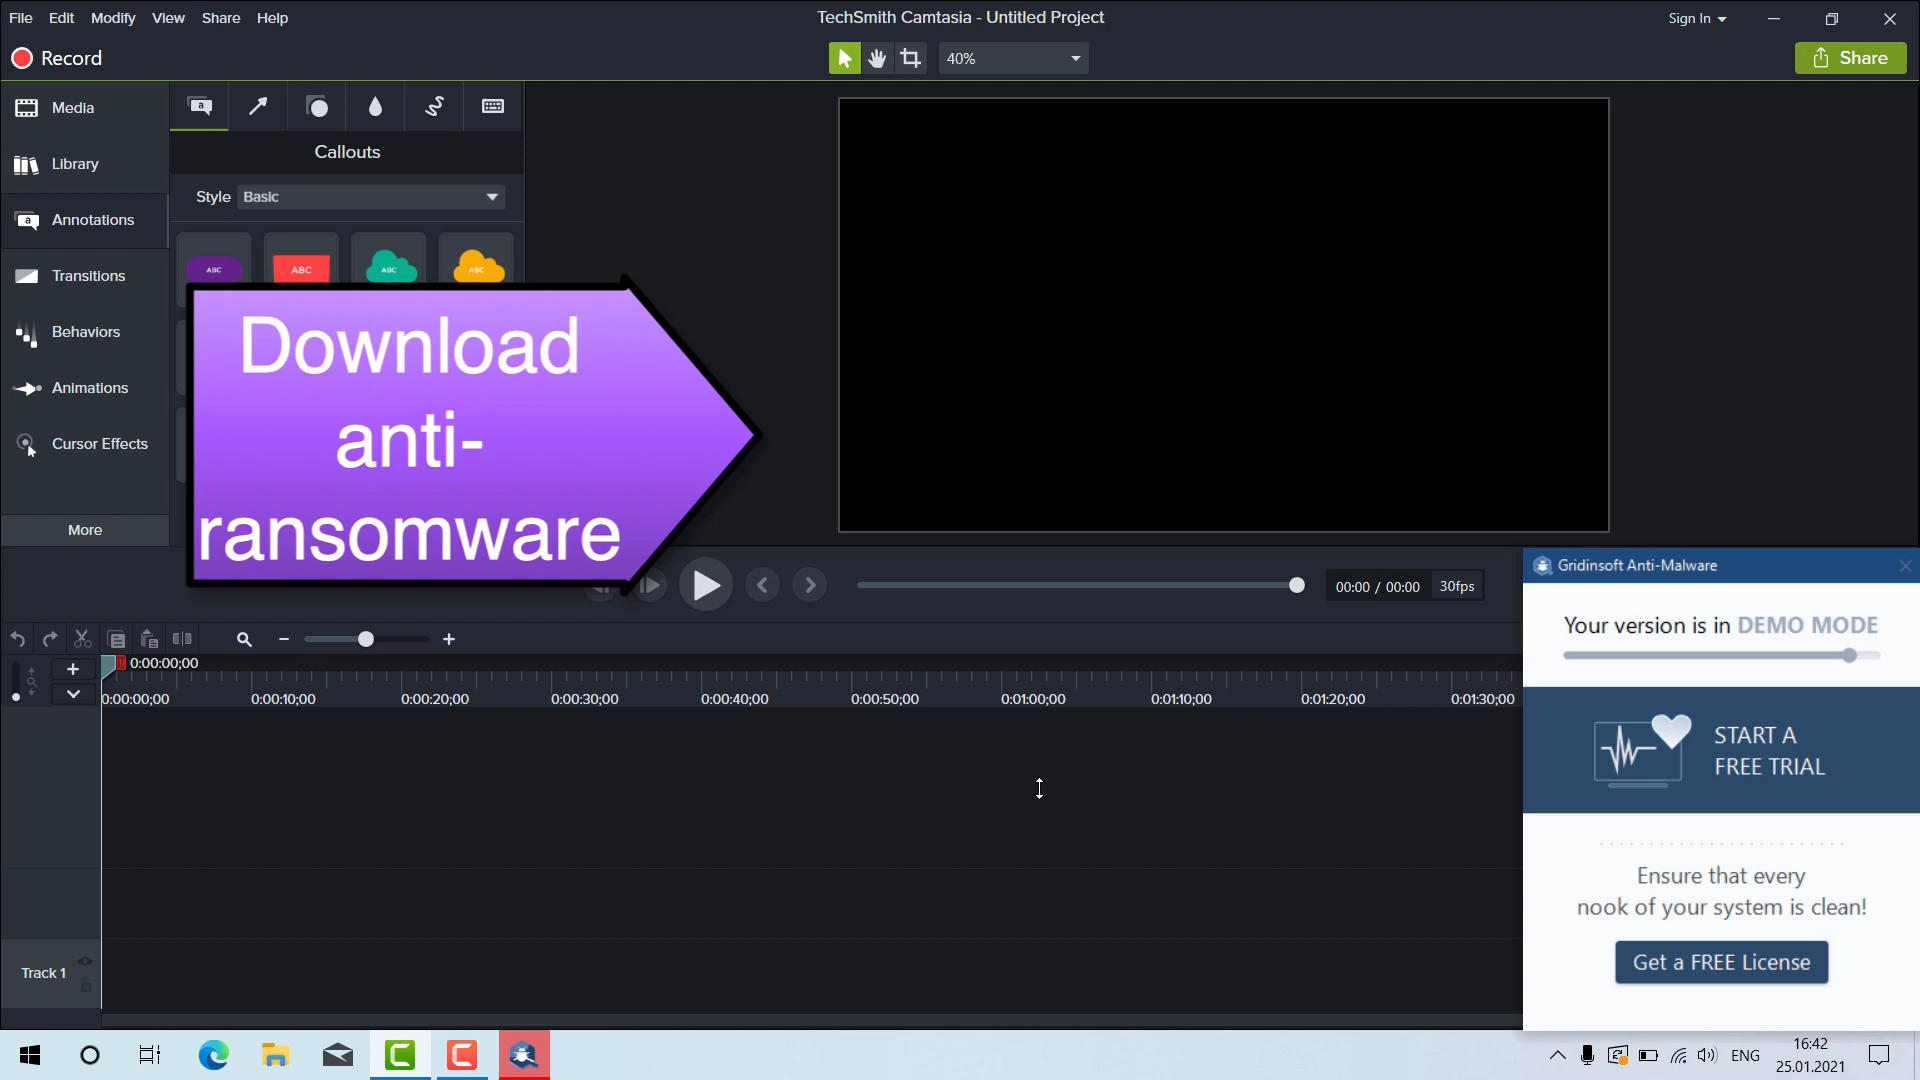 File Edit Modify View Share Help
TechSmith Camtasia - Untitled Project
Sign In
Record
40%
Share
Media
Library
Annotations
Transitions
Behaviors
Animations
Cursor Effects
More
a
Callouts
Style Basic
ABC ABC ABC ABC
Download
anti-
ransomware
00:00 / 00:00 30fps
0:00:00;00
0:00:00;00 0:00:10;00 0:00:20;00 0:00:30;00 0:00:40;00 0:00:50;00 0:01:00;00 0:01:10;00 0:01:20;00 0:01:30;00
Track 1
Gridinsoft Anti-Malware
Your version is in DEMO MODE
START A
FREE TRIAL
Ensure that every
nook of your system is clean!
Get a FREE License
ENG
16:42
25.01.2021